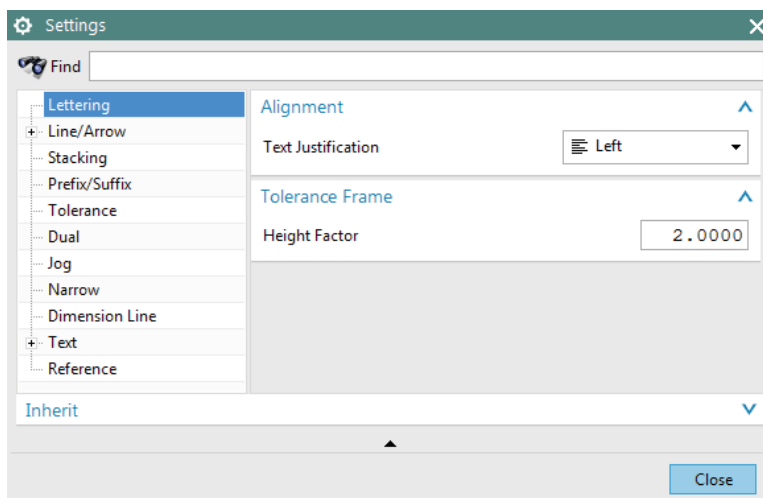 Settings
Find
Lettering
Line/Arrow
Stacking
Prefix/Suffix
Tolerance
Dual
Jog
Narrow
Dimension Line
Text
Reference
Alignment
Text Justification Left
Tolerance Frame
Height Factor 2.0000
Inherit
Close